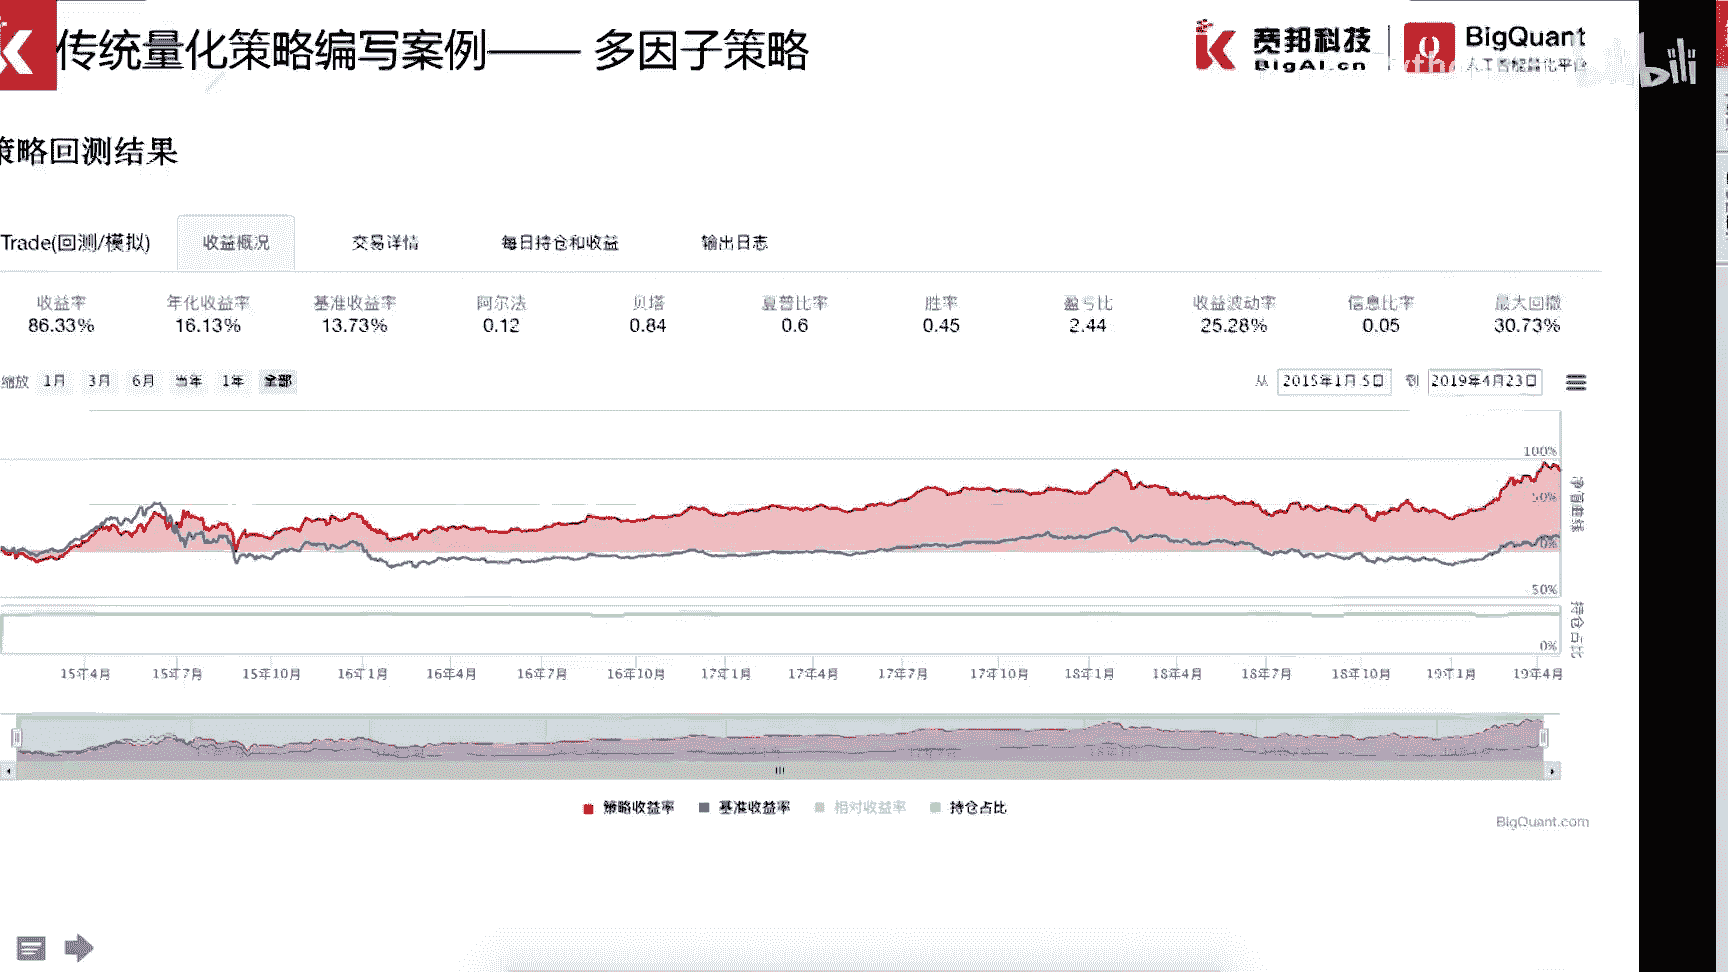 传统量化策略编写案例—— 多因子策略
赛邦科技
BigAI.cn
BigQuant
人工智能量化平台
bilibili
策略回测结果
Trade(回测/模拟) 收益概况 交易详情 每日持仓和收益 输出日志
收益率 年化收益率 基准收益率 阿尔法 贝塔 夏普比率 胜率 盈亏比 收益波动率 信息比率 最大回撤
86.33% 16.13% 13.73% 0.12 0.84 0.6 0.45 2.44 25.28% 0.05 30.73%
缩放 1月 3月 6月 当年 1年 全部 从 2015年1月5日 到 2019年4月23日
100%
50%
0%
-50%
净值曲线
0%
持仓占比
15年4月 15年7月 15年10月 16年1月 16年4月 16年7月 16年10月 17年1月 17年4月 17年7月 17年10月 18年1月 18年4月 18年7月 18年10月 19年1月 19年4月
策略收益率 基准收益率 相对收益率 持仓占比
BigQuant.com